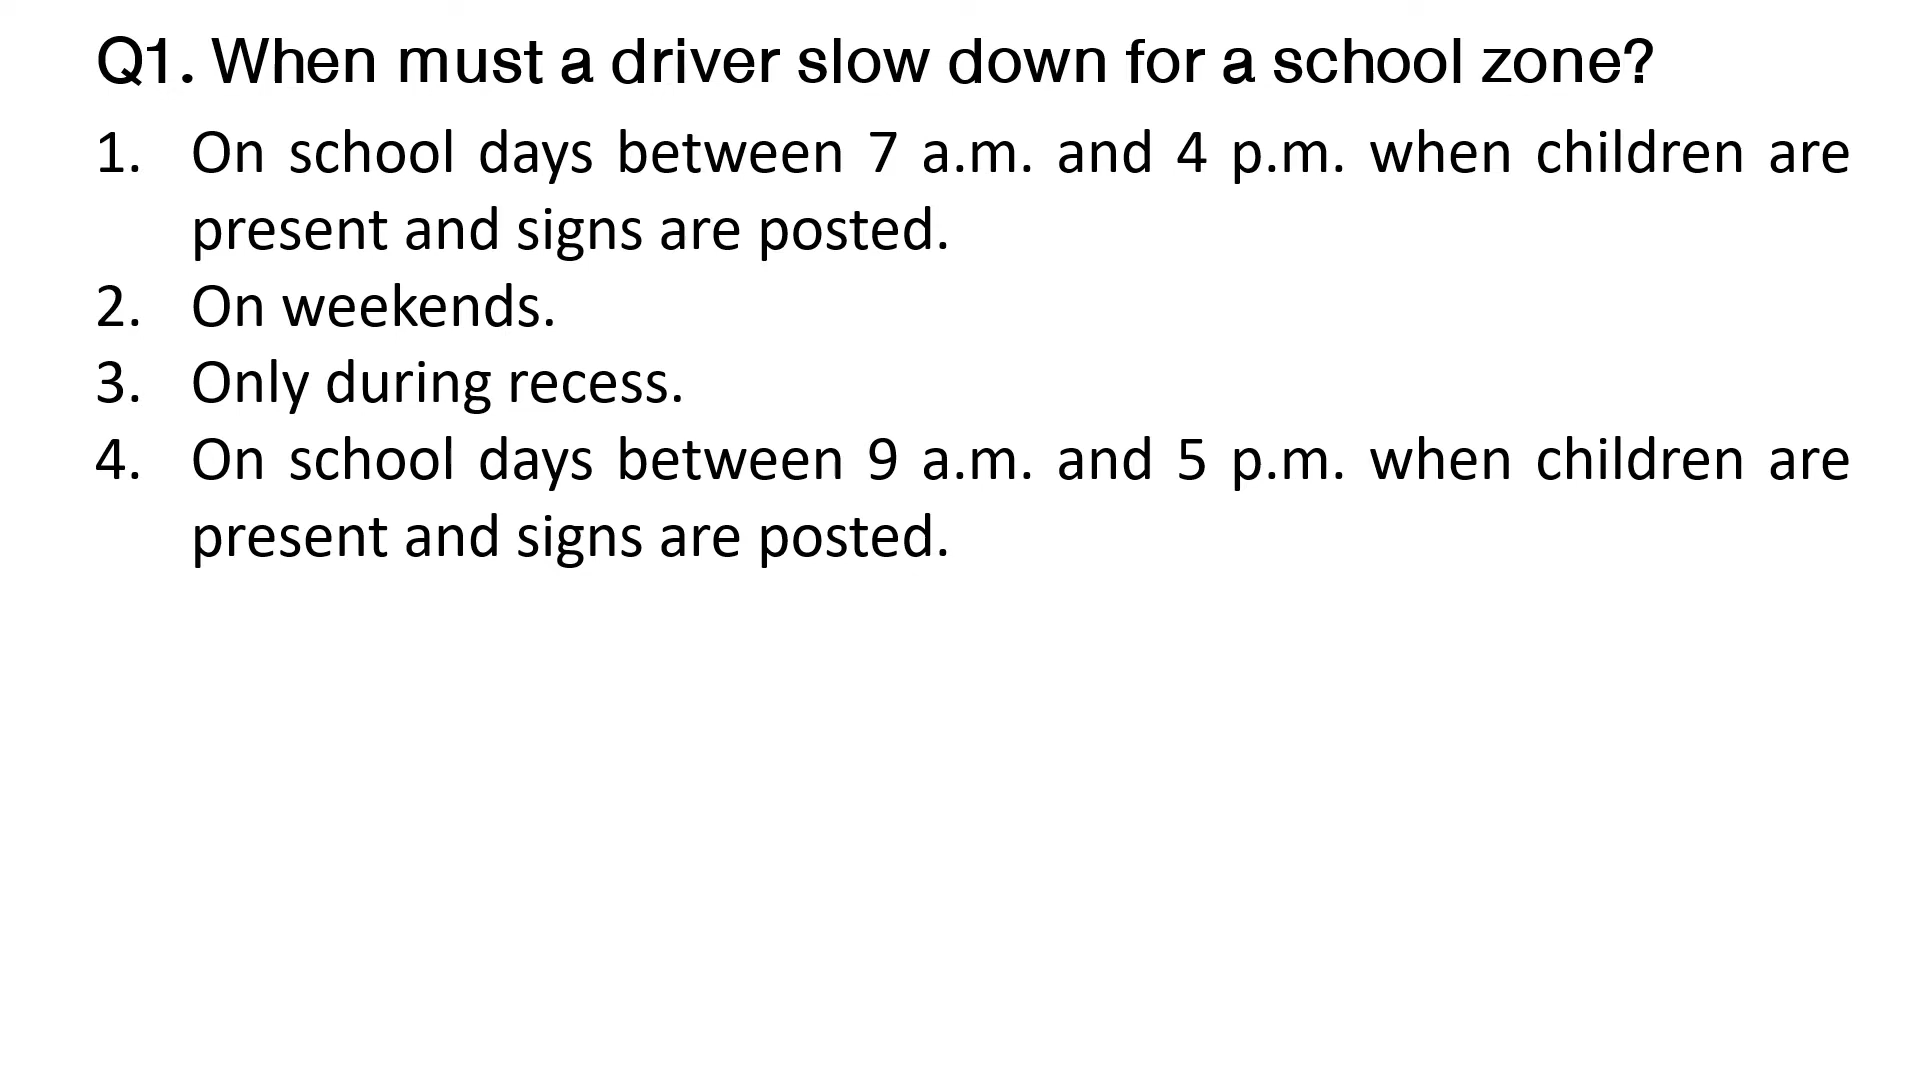 Q1. When must a driver slow down for a school zone?
1. On school days between 7 a.m. and 4 p.m. when children are
present and signs are posted.
2. On weekends.
3. Only during recess.
4. On school days between 9 a.m. and 5 p.m. when children are
present and signs are posted.